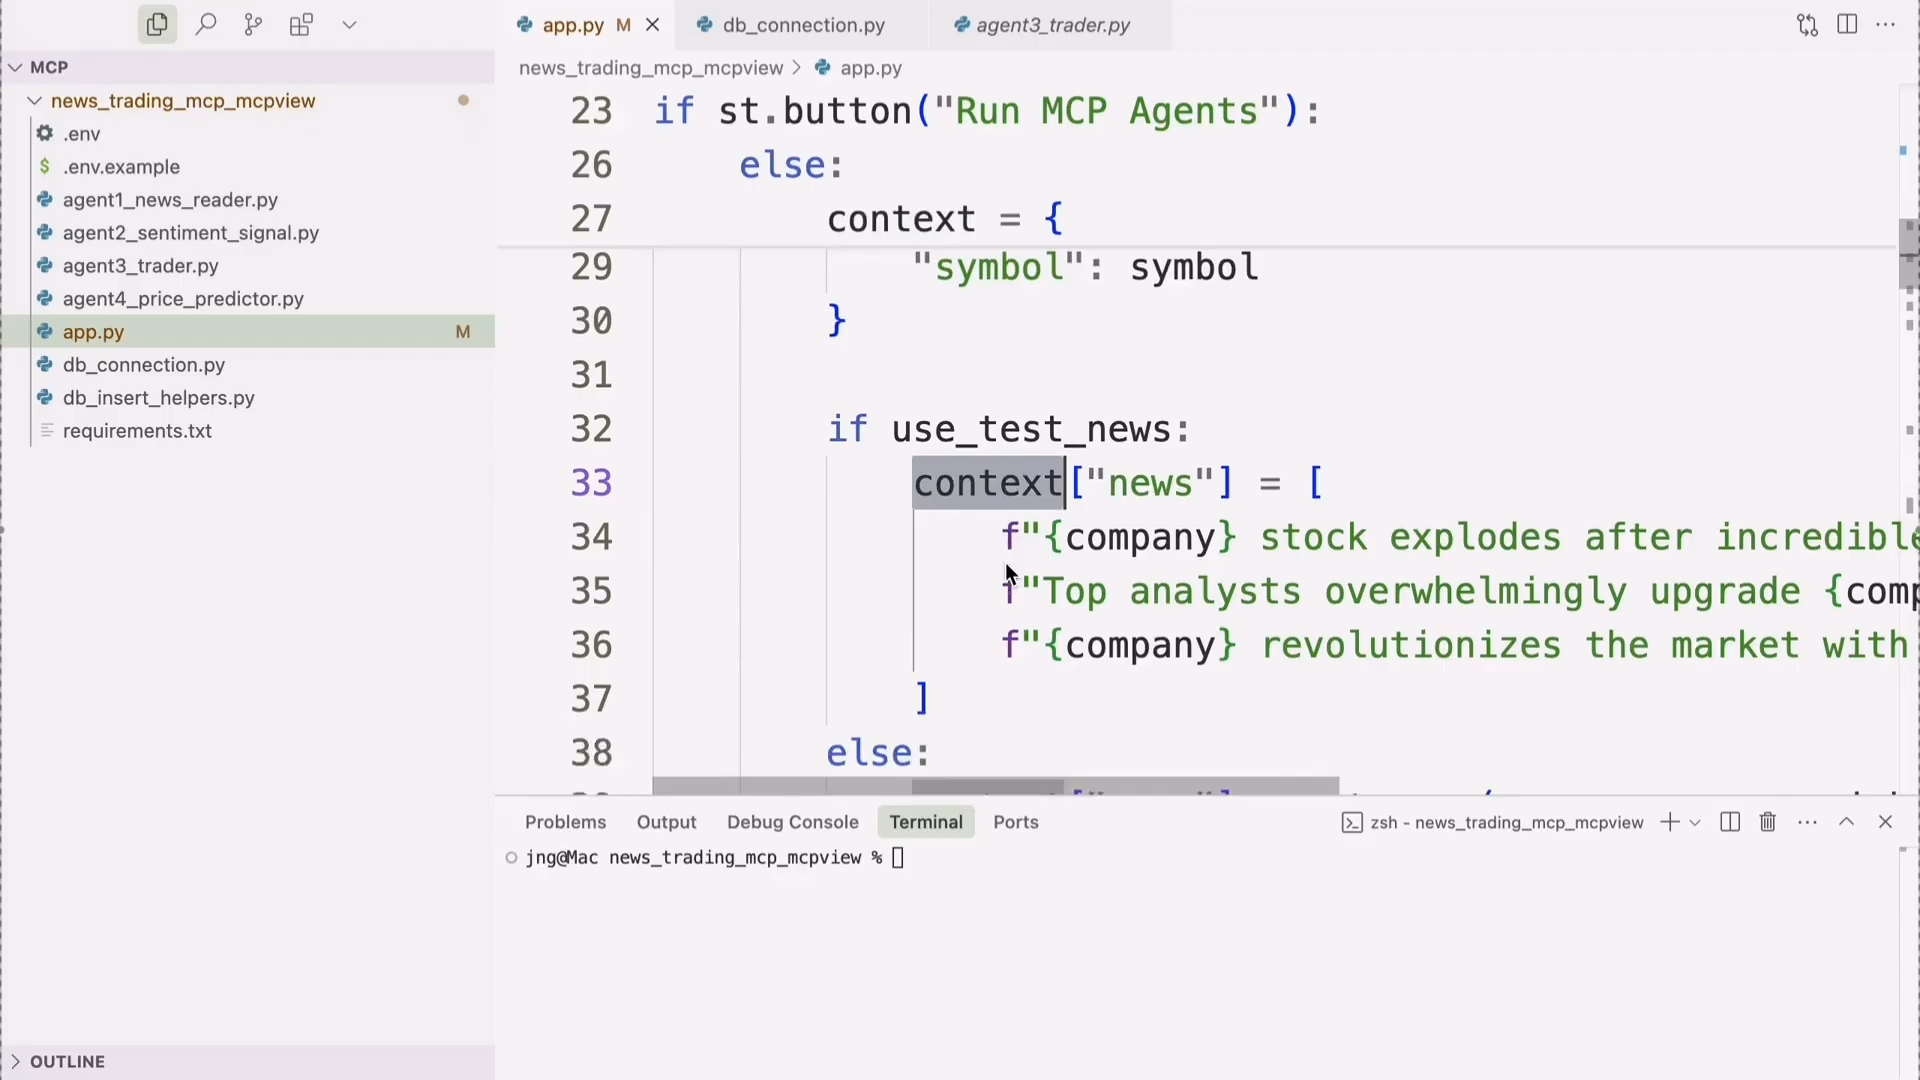 app.py M
db_connection.py
agent3_trader.py
MCP
news_trading_mcp_mcpview > app.py
news_trading_mcp_mcpview
.env
$ .env.example
agent1_news_reader.py
agent2_sentiment_signal.py
agent3_trader.py
agent4_price_predictor.py
app.py M
db_connection.py
db_insert_helpers.py
requirements.txt
OUTLINE
23 if st.button("Run MCP Agents"):
26 else:
27 context = {
29 "symbol": symbol
30 }
31
32 if use_test_news:
33 context["news"] = [
34 f"{company} stock explodes after incredible
35 f"Top analysts overwhelmingly upgrade {comp
36 f"{company} revolutionizes the market with
37 ]
38 else:
Problems Output Debug Console Terminal Ports
zsh - news_trading_mcp_mcpview
jng@Mac news_trading_mcp_mcpview %